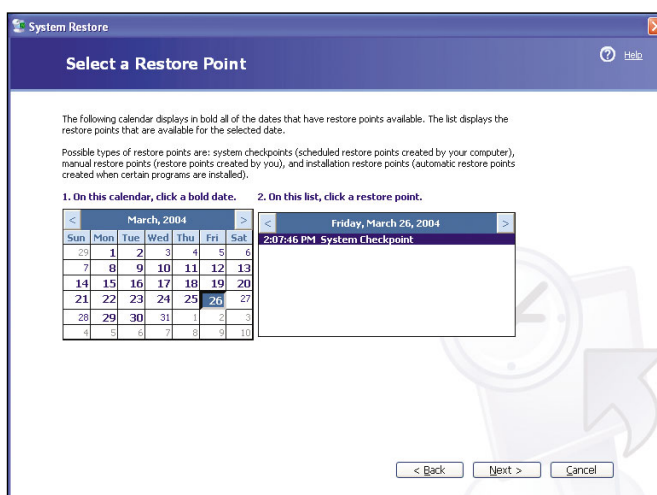 System Restore
Select a Restore Point
Help
The following calendar displays in bold all of the dates that have restore points available. The list displays the
restore points that are available for the selected date.
Possible types of restore points are: system checkpoints (scheduled restore points created by your computer),
manual restore points (restore points created by you), and installation restore points (automatic restore points
created when certain programs are installed).
1. On this calendar, click a bold date. 2. On this list, click a restore point.
< March, 2004 > < Friday, March 26, 2004 >
Sun Mon Tue Wed Thu Fri Sat
2:07:46 PM System Checkpoint
29 1 2 3 4 5 6
7 8 9 10 11 12 13
14 15 16 17 18 19 20
21 22 23 24 25 26 27
28 29 30 31 1 2 3
4 5 6 7 8 9 10
< Back Next > Cancel